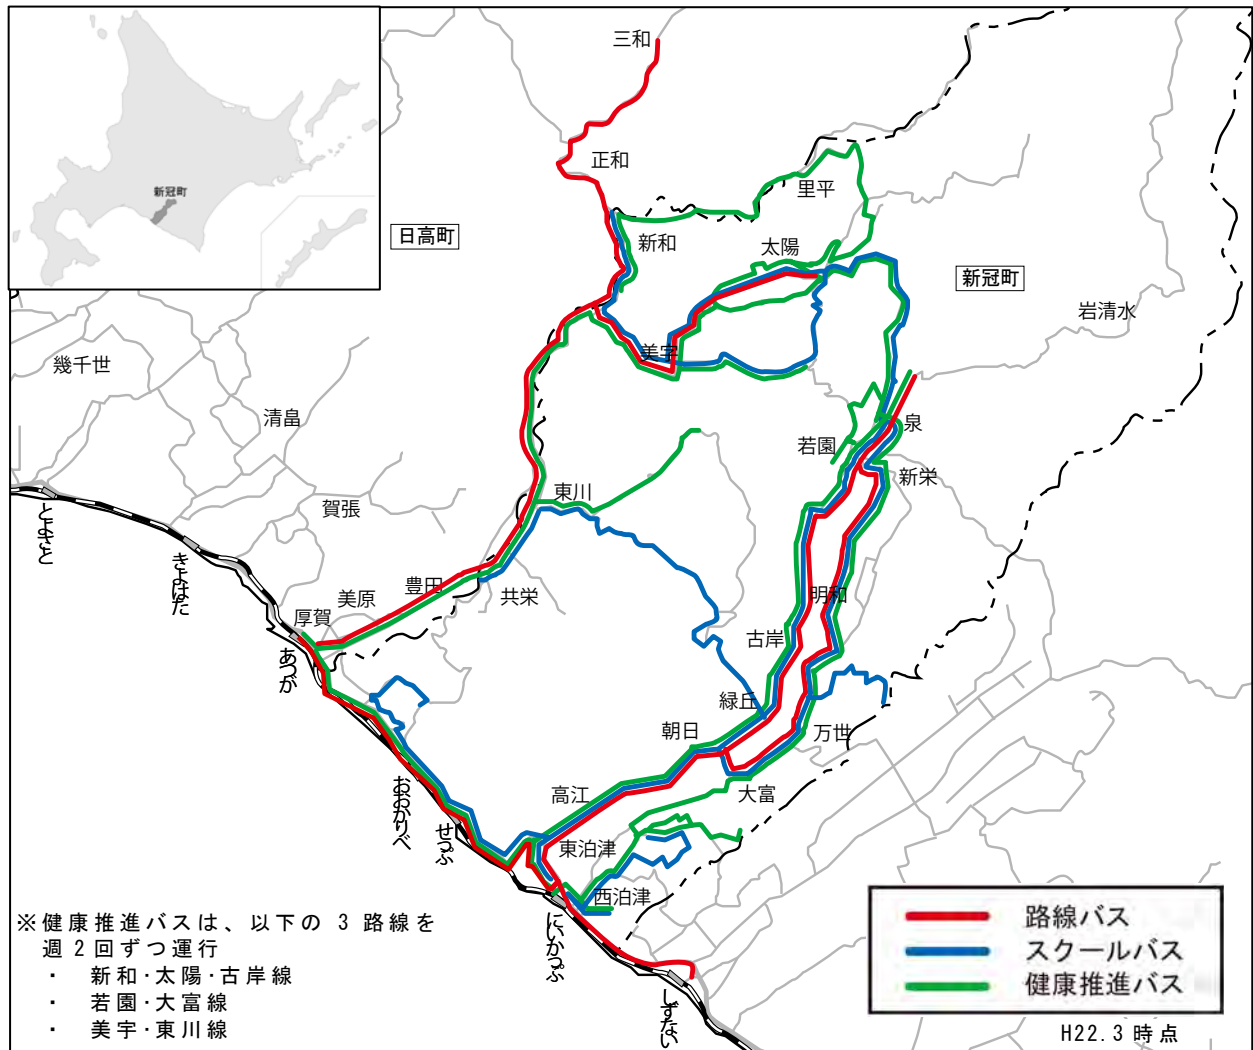 新冠町
三和
正和
里平
日高町
新和
太陽
新冠町
岩清水
幾千世
美宇
清畠
泉
若園
新栄
東川
賀張
とよさと
きよはた
豊田
共栄
美原
明和
厚賀
古岸
あつが
緑丘
朝日
万世
おおかりべ
高江
大富
せっぷ
東泊津
西泊津
にいかっぷ
しずない
※健康推進バスは、以下の 3 路線を
週 2 回ずつ運行
・ 新和・太陽・古岸線
・ 若園・大富線
・ 美宇・東川線
路線バス
スクールバス
健康推進バス
H22.3 時点